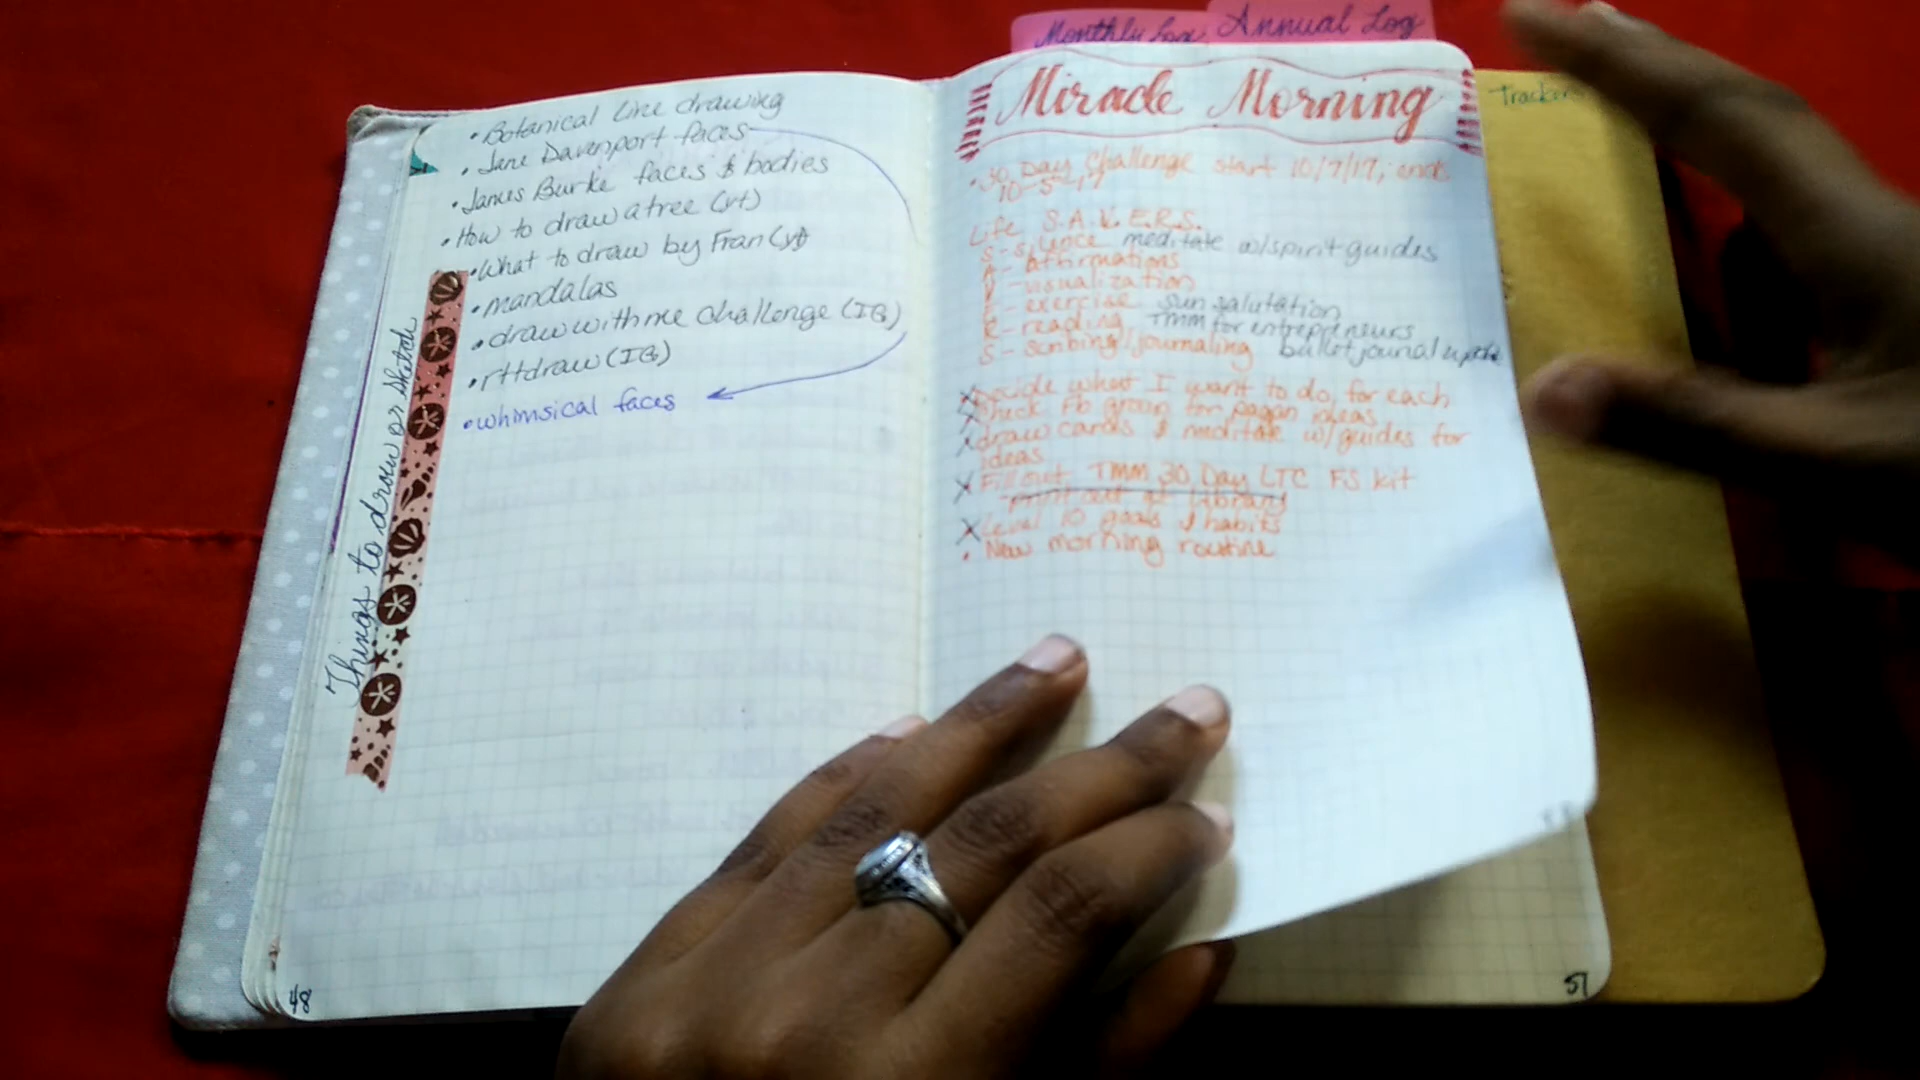 Monthly Log
Annual Log
Tracker
Things to draw or sketch
• Botanical Line drawing
• Jane Davenport faces
• James Burke faces & bodies
• How to draw a tree (yt)
• What to draw by Fran (yt)
• mandalas
• draw with me challenge (IG)
• rttdraw (IG)
• whimsical faces
48
Miracle Morning
• 30 Day Challenge start 10/7/17, ends
Life S.A.V.E.R.S.
S - silence meditate w/spirit guides
A - affirmations
V - visualization
E - exercise sun salutation
R - reading TMM for entrepreneurs
S - scribing/journaling bullet journal
Decide what I want to do for each
Check Fb group for pagan ideas
draw cards & meditate w/guides for
ideas
Fill out TMM 30 Day LTC FS kit
print out at library
Level 10 goals & habits
• New morning routine
51